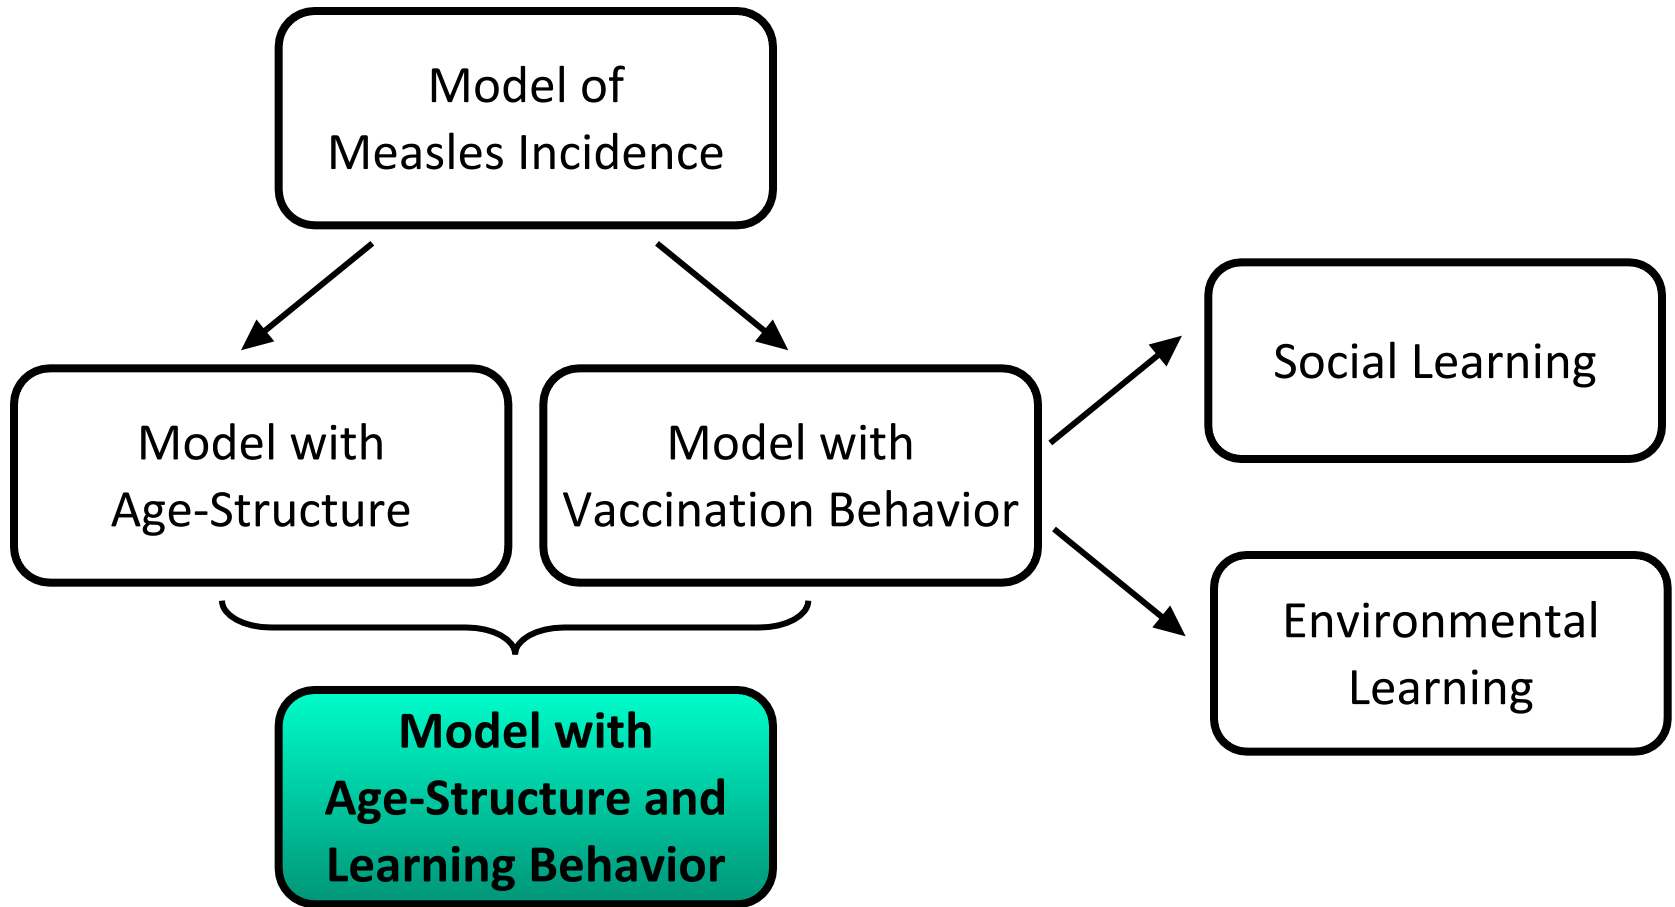 Model of
Measles Incidence
Model with
Age-Structure
Model with
Vaccination Behavior
Social Learning
Environmental
Learning
Model with
Age-Structure and
Learning Behavior